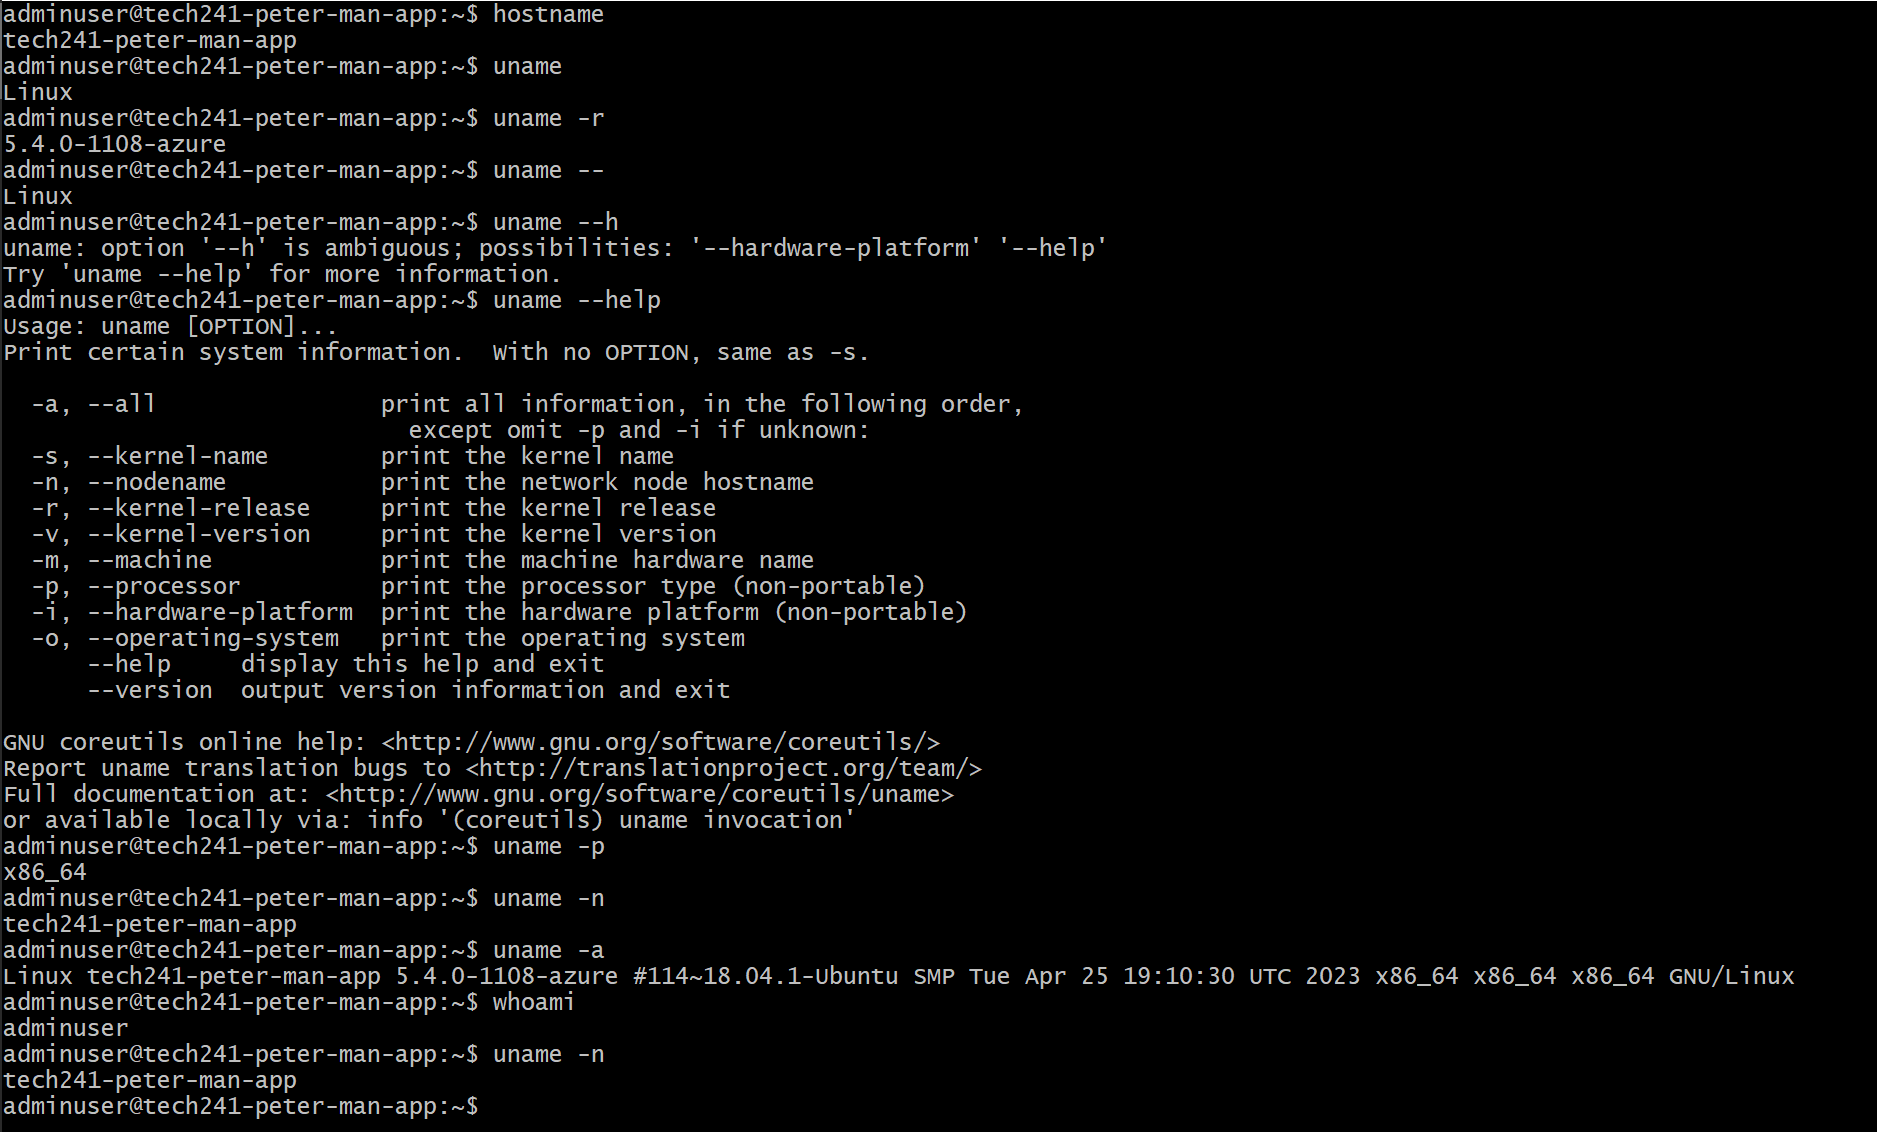 adminuser@tech241-peter-man-app:~$ hostname
tech241-peter-man-app
adminuser@tech241-peter-man-app:~$ uname
Linux
adminuser@tech241-peter-man-app:~$ uname -r
5.4.0-1108-azure
adminuser@tech241-peter-man-app:~$ uname --
Linux
adminuser@tech241-peter-man-app:~$ uname --h
uname: option '--h' is ambiguous; possibilities: '--hardware-platform' '--help'
Try 'uname --help' for more information.
adminuser@tech241-peter-man-app:~$ uname --help
Usage: uname [OPTION]...
Print certain system information.  With no OPTION, same as -s.

  -a, --all                print all information, in the following order,
                             except omit -p and -i if unknown:
  -s, --kernel-name        print the kernel name
  -n, --nodename           print the network node hostname
  -r, --kernel-release     print the kernel release
  -v, --kernel-version     print the kernel version
  -m, --machine            print the machine hardware name
  -p, --processor          print the processor type (non-portable)
  -i, --hardware-platform  print the hardware platform (non-portable)
  -o, --operating-system   print the operating system
      --help     display this help and exit
      --version  output version information and exit

GNU coreutils online help: <http://www.gnu.org/software/coreutils/>
Report uname translation bugs to <http://translationproject.org/team/>
Full documentation at: <http://www.gnu.org/software/coreutils/uname>
or available locally via: info '(coreutils) uname invocation'
adminuser@tech241-peter-man-app:~$ uname -p
x86_64
adminuser@tech241-peter-man-app:~$ uname -n
tech241-peter-man-app
adminuser@tech241-peter-man-app:~$ uname -a
Linux tech241-peter-man-app 5.4.0-1108-azure #114~18.04.1-Ubuntu SMP Tue Apr 25 19:10:30 UTC 2023 x86_64 x86_64 x86_64 GNU/Linux
adminuser@tech241-peter-man-app:~$ whoami
adminuser
adminuser@tech241-peter-man-app:~$ uname -n
tech241-peter-man-app
adminuser@tech241-peter-man-app:~$